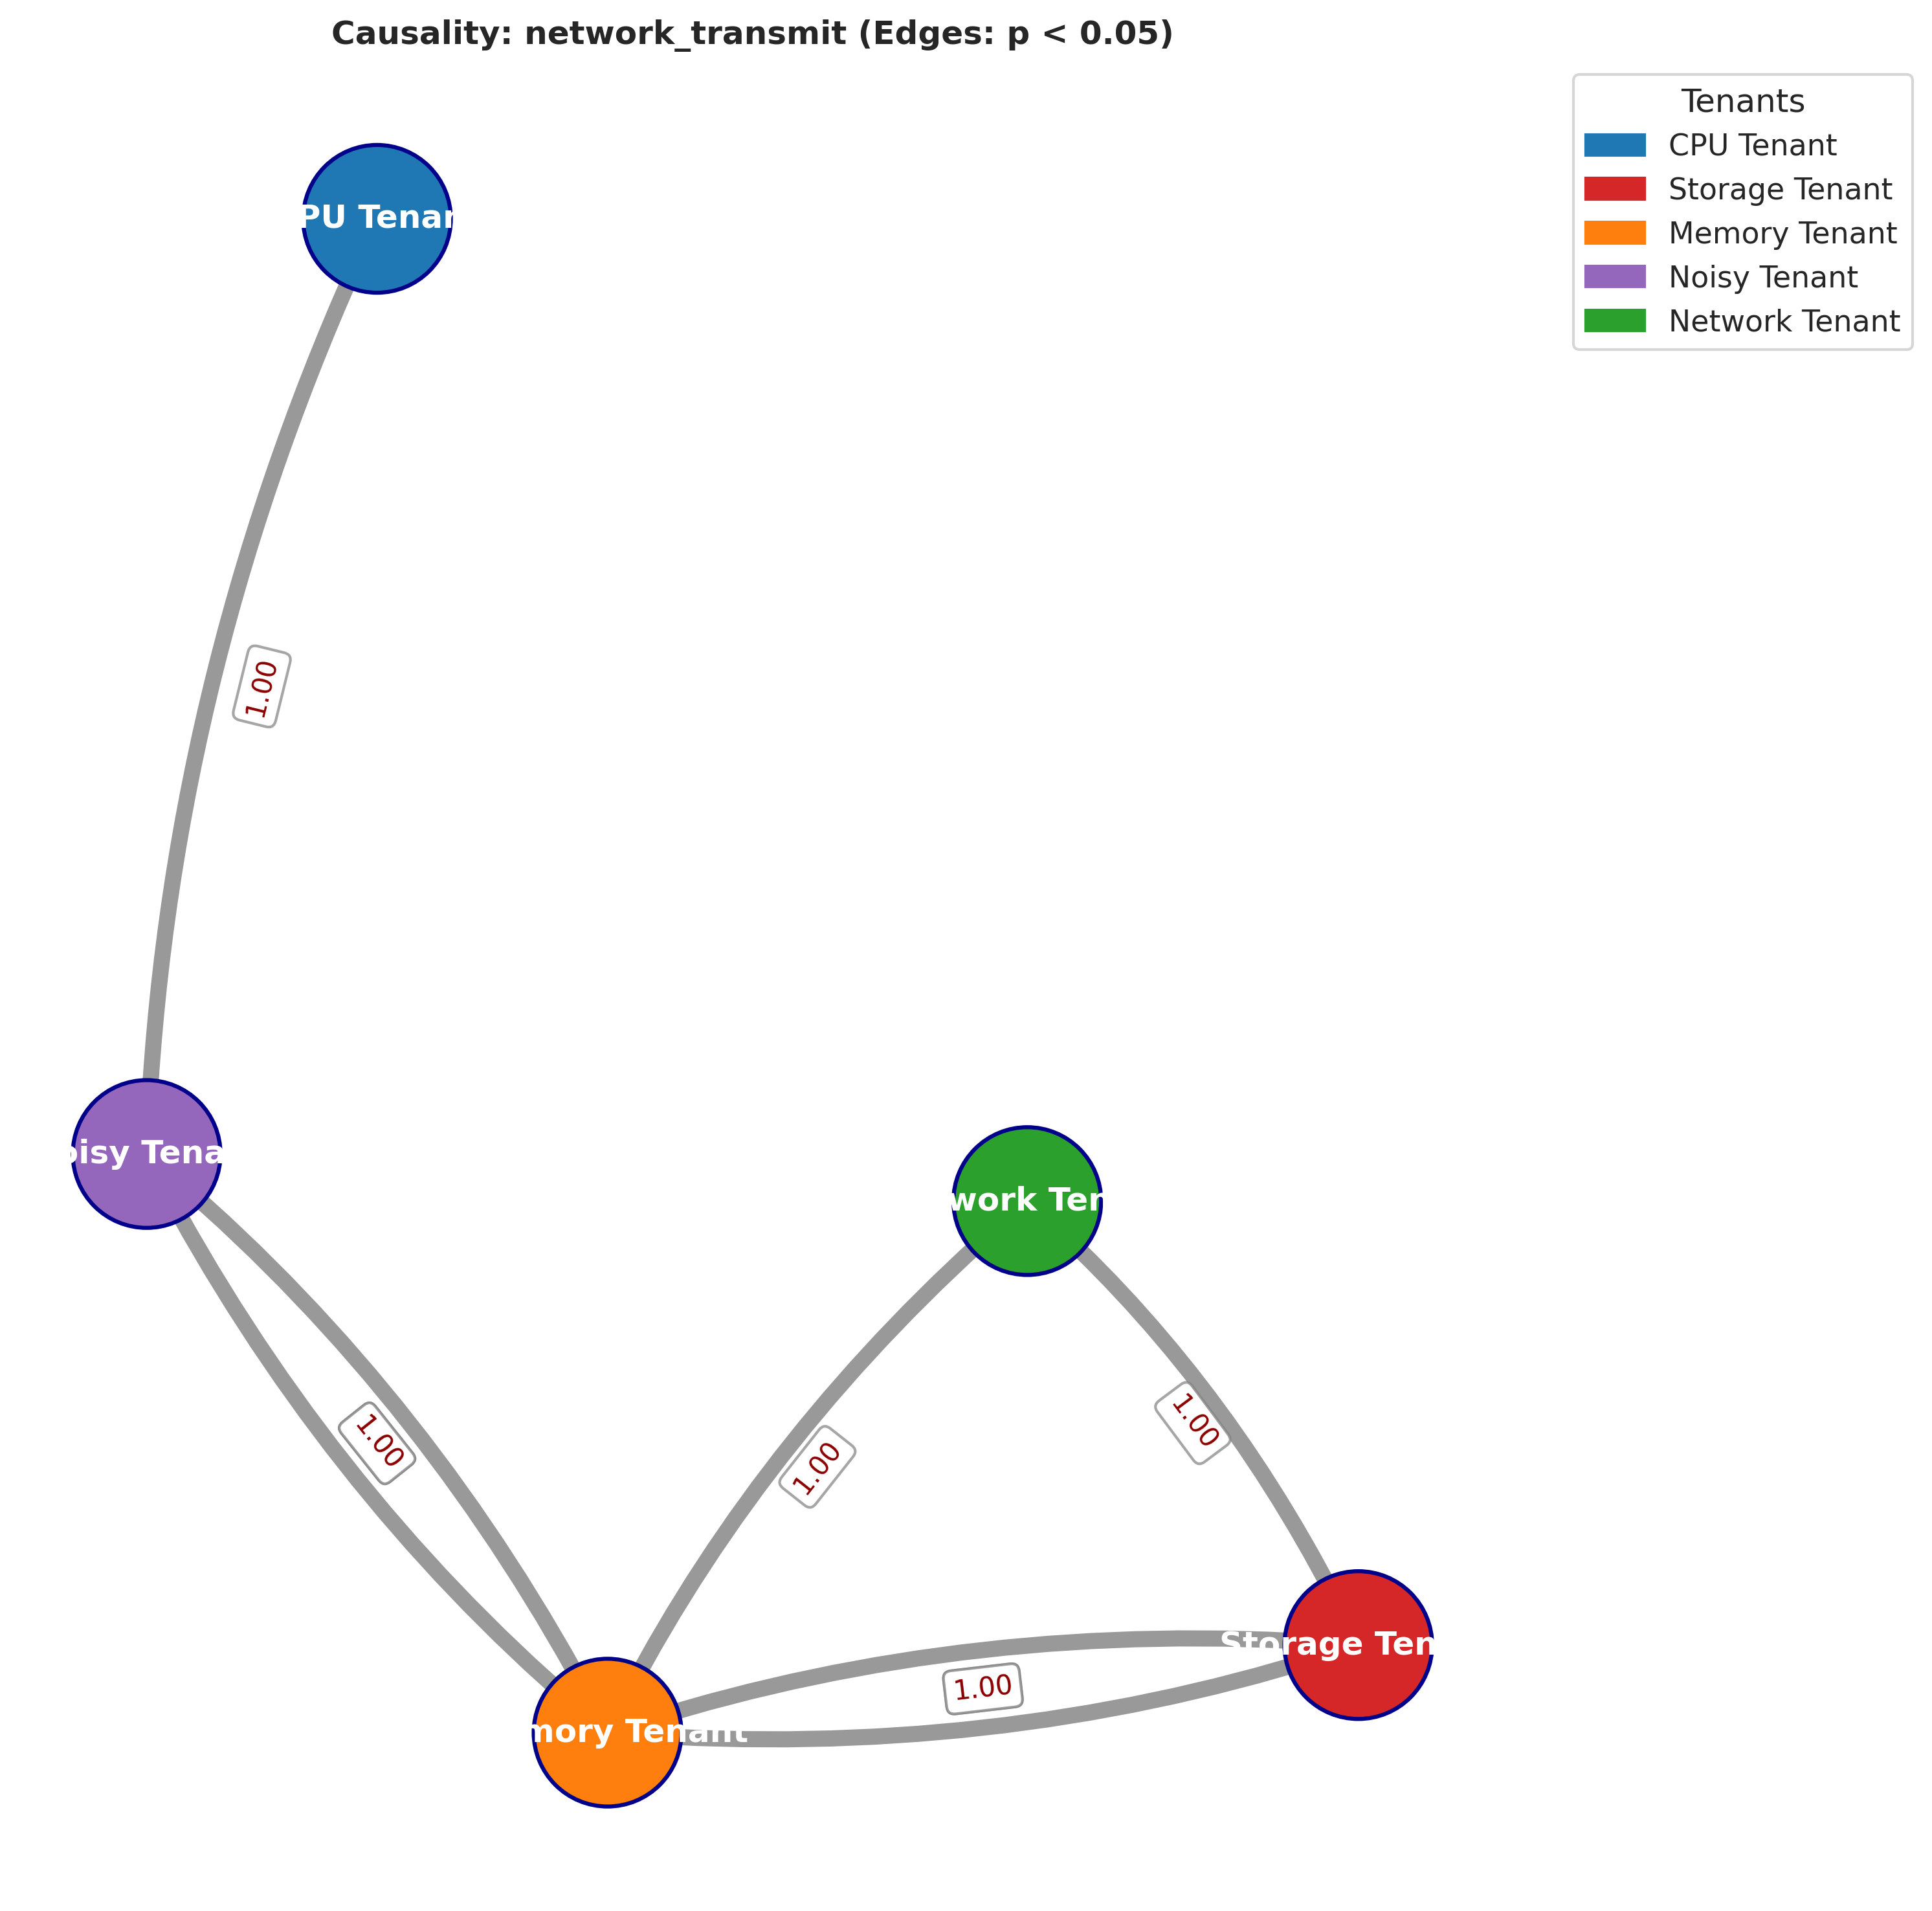 Causality: network_transmit (Edges: p < 0.05)
Tenants
CPU Tenant
Storage Tenant
Memory Tenant
Noisy Tenant
Network Tenant
PU Tenan
1.00
oisy Tena
work Ten
1.00
1.00
1.00
Storage Ten
1.00
mory Tenant